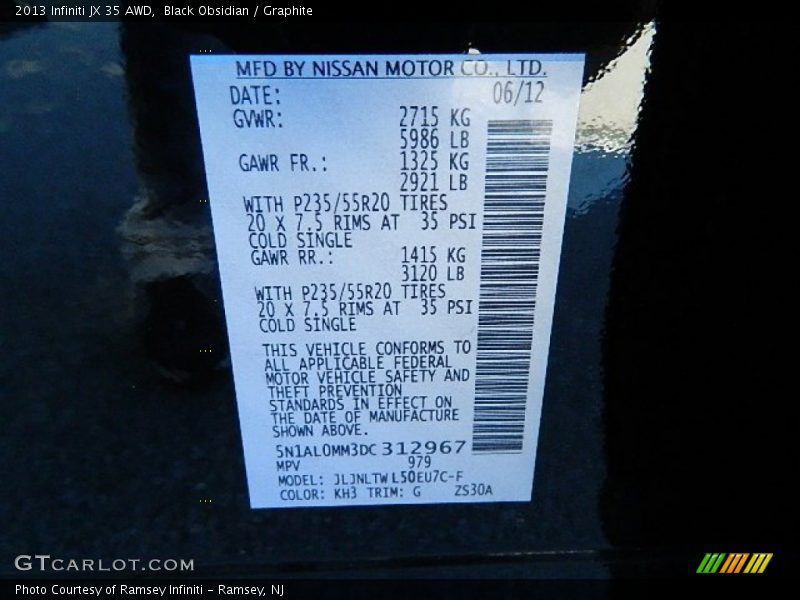 2013 Infiniti JX 35 AWD,  Black Obsidian / Graphite
MFD BY NISSAN MOTOR CO., LTD.
DATE: 06/12
GVWR: 2715 KG
5986 LB
GAWR FR.: 1325 KG
2921 LB
WITH P235/55R20 TIRES
20 X 7.5 RIMS AT 35 PSI
COLD SINGLE
GAWR RR.: 1415 KG
3120 LB
WITH P235/55R20 TIRES
20 X 7.5 RIMS AT 35 PSI
COLD SINGLE
THIS VEHICLE CONFORMS TO
ALL APPLICABLE FEDERAL
MOTOR VEHICLE SAFETY AND
THEFT PREVENTION
STANDARDS IN EFFECT ON
THE DATE OF MANUFACTURE
SHOWN ABOVE.
5N1AL0MM3DC312967
MPV 979
MODEL: JLJNLTWL50EU7C-F
COLOR: KH3 TRIM: G ZS30A
GTCARLOT.COM
Photo Courtesy of Ramsey Infiniti - Ramsey, NJ